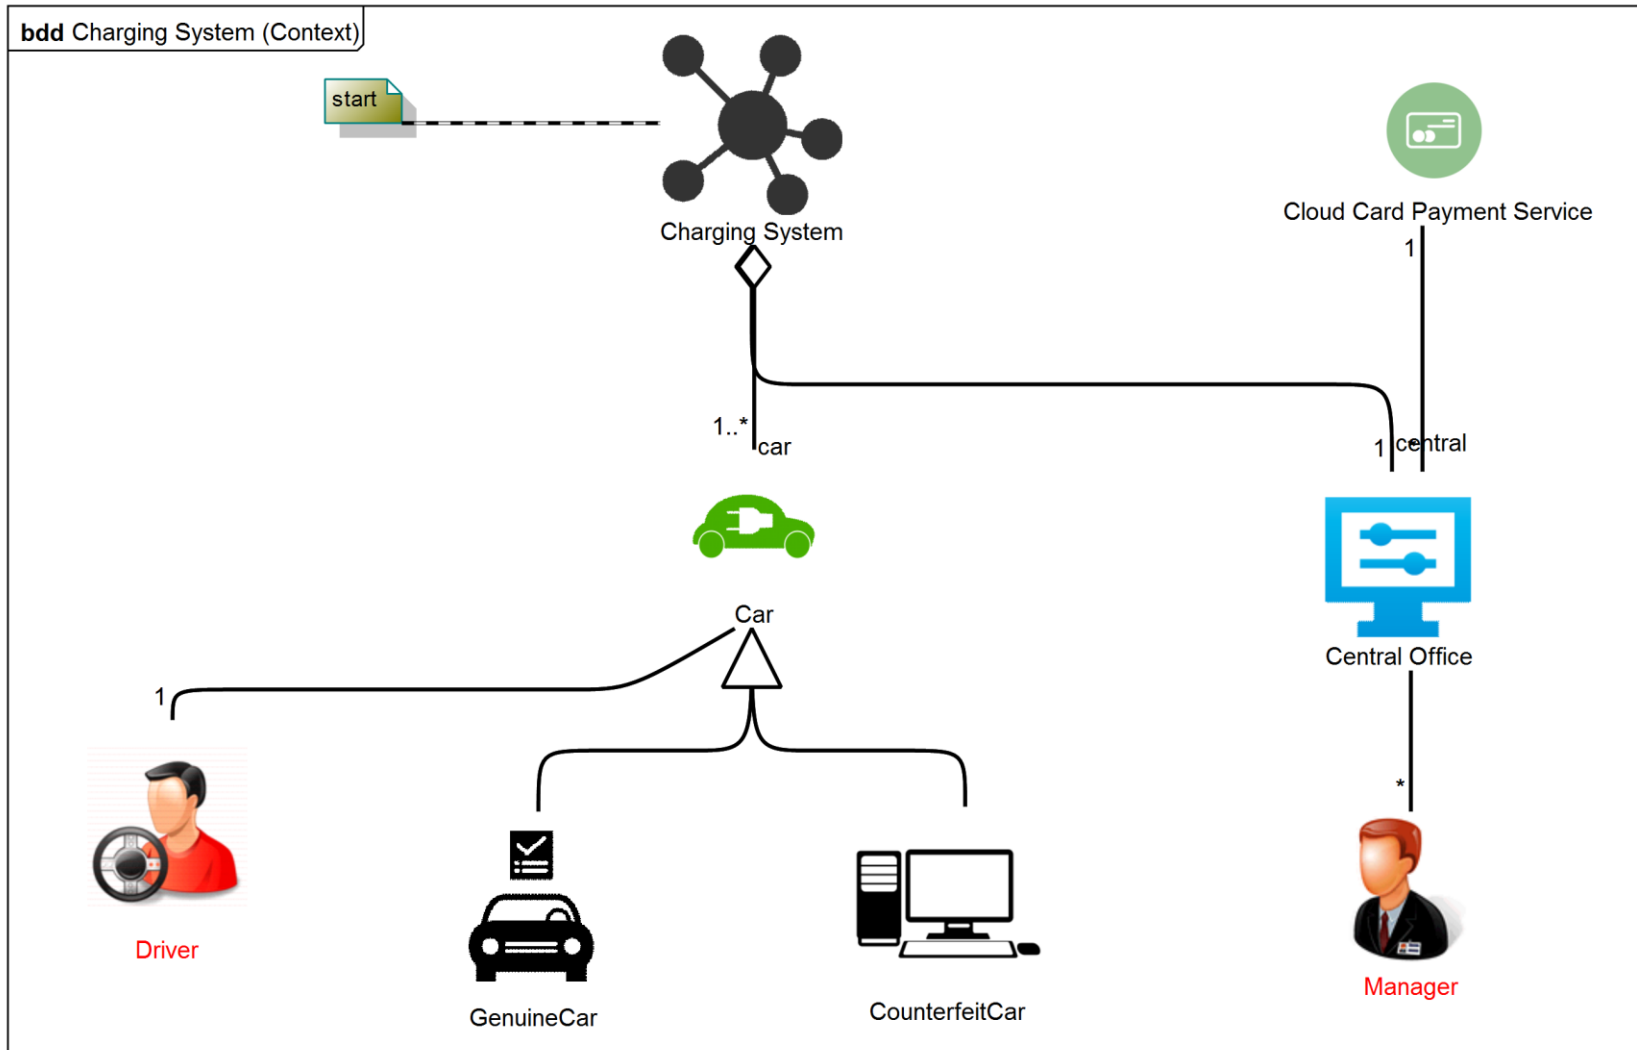 bdd Charging System (Context)
start
Charging System
Cloud Card Payment Service
1
1..*
car
1
*
central
Car
Central Office
1
*
Driver
GenuineCar
CounterfeitCar
Manager